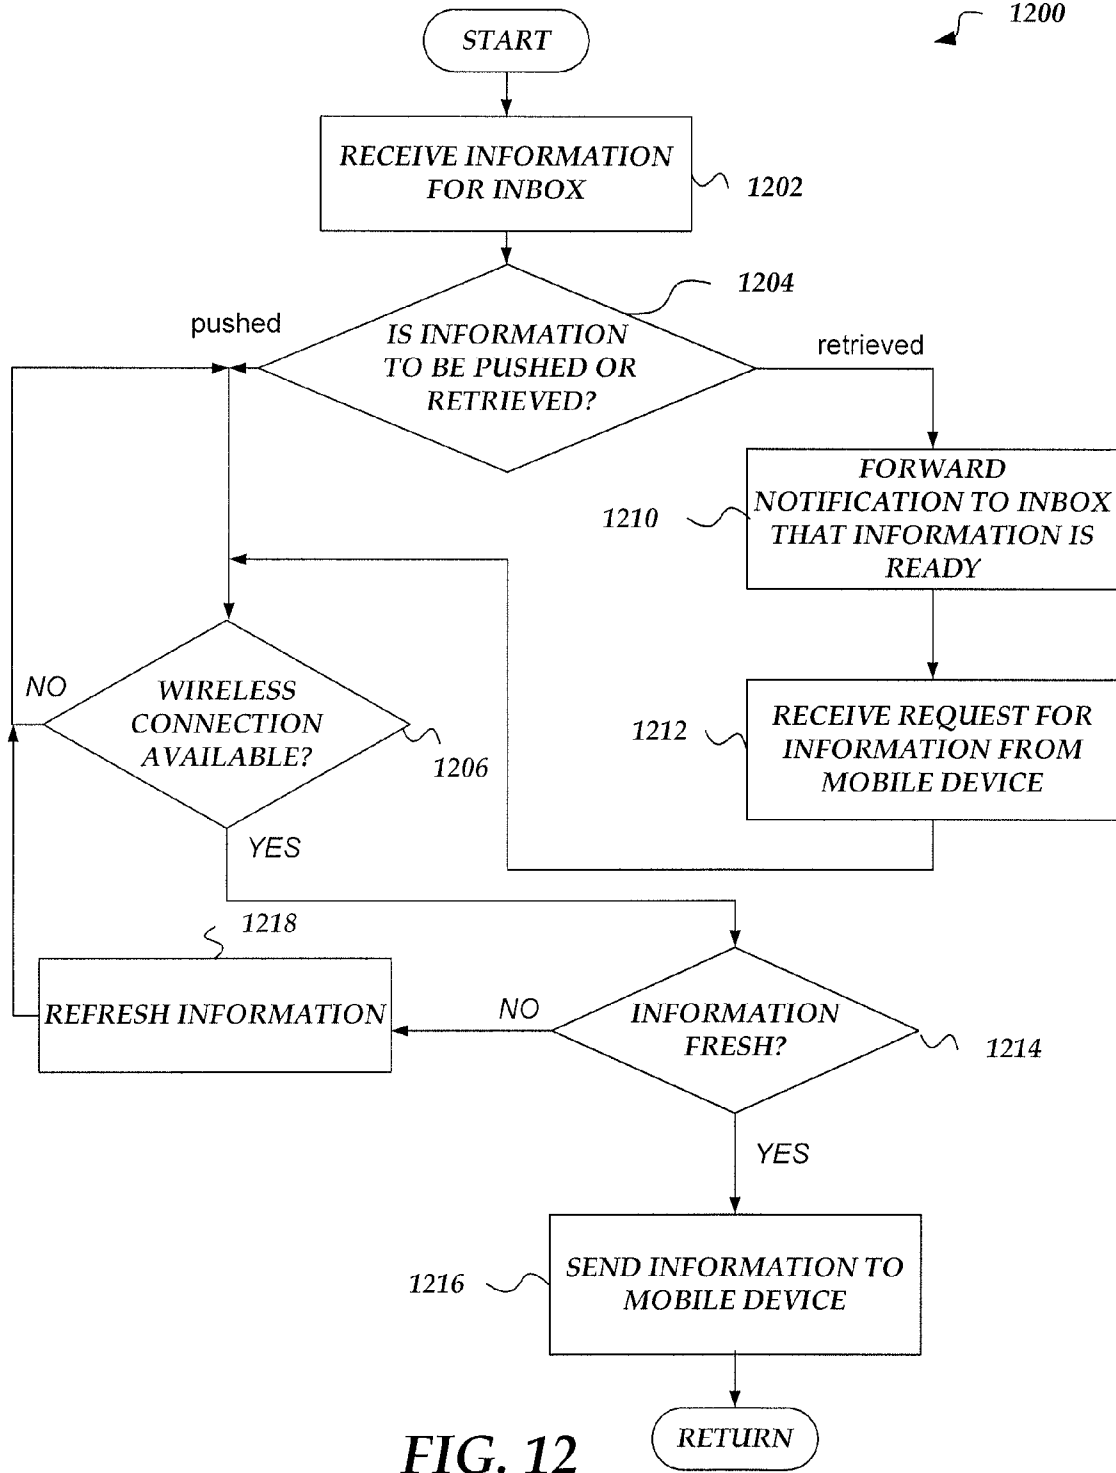 1200
START
RECEIVE INFORMATION
FOR INBOX
1202
1204
pushed
IS INFORMATION
TO BE PUSHED OR
RETRIEVED?
retrieved
FORWARD
NOTIFICATION TO INBOX
THAT INFORMATION IS
READY
1210
NO
WIRELESS
CONNECTION
AVAILABLE?
1206
YES
1212
RECEIVE REQUEST FOR
INFORMATION FROM
MOBILE DEVICE
1218
REFRESH INFORMATION
NO
INFORMATION
FRESH?
1214
YES
1216
SEND INFORMATION TO
MOBILE DEVICE
RETURN
FIG. 12